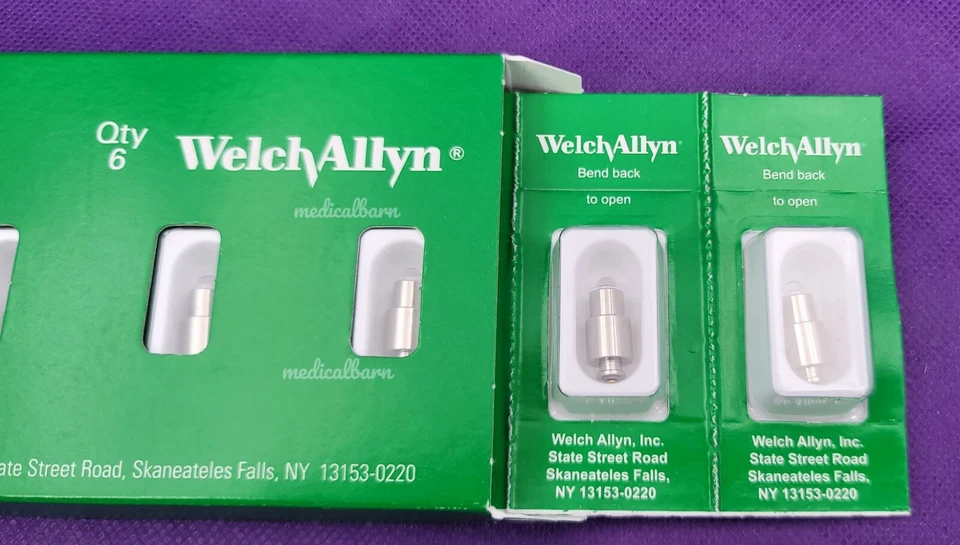 Qty
6
WelchAllyn®
medicalbarn
medicalbarn
State Street Road, Skaneateles Falls, NY 13153-0220
WelchAllyn
Bend back
to open
Welch Allyn, Inc.
State Street Road
Skaneateles Falls,
NY 13153-0220
WelchAllyn
Bend back
to open
Welch Allyn, Inc.
State Street Road
Skaneateles Falls,
NY 13153-0220